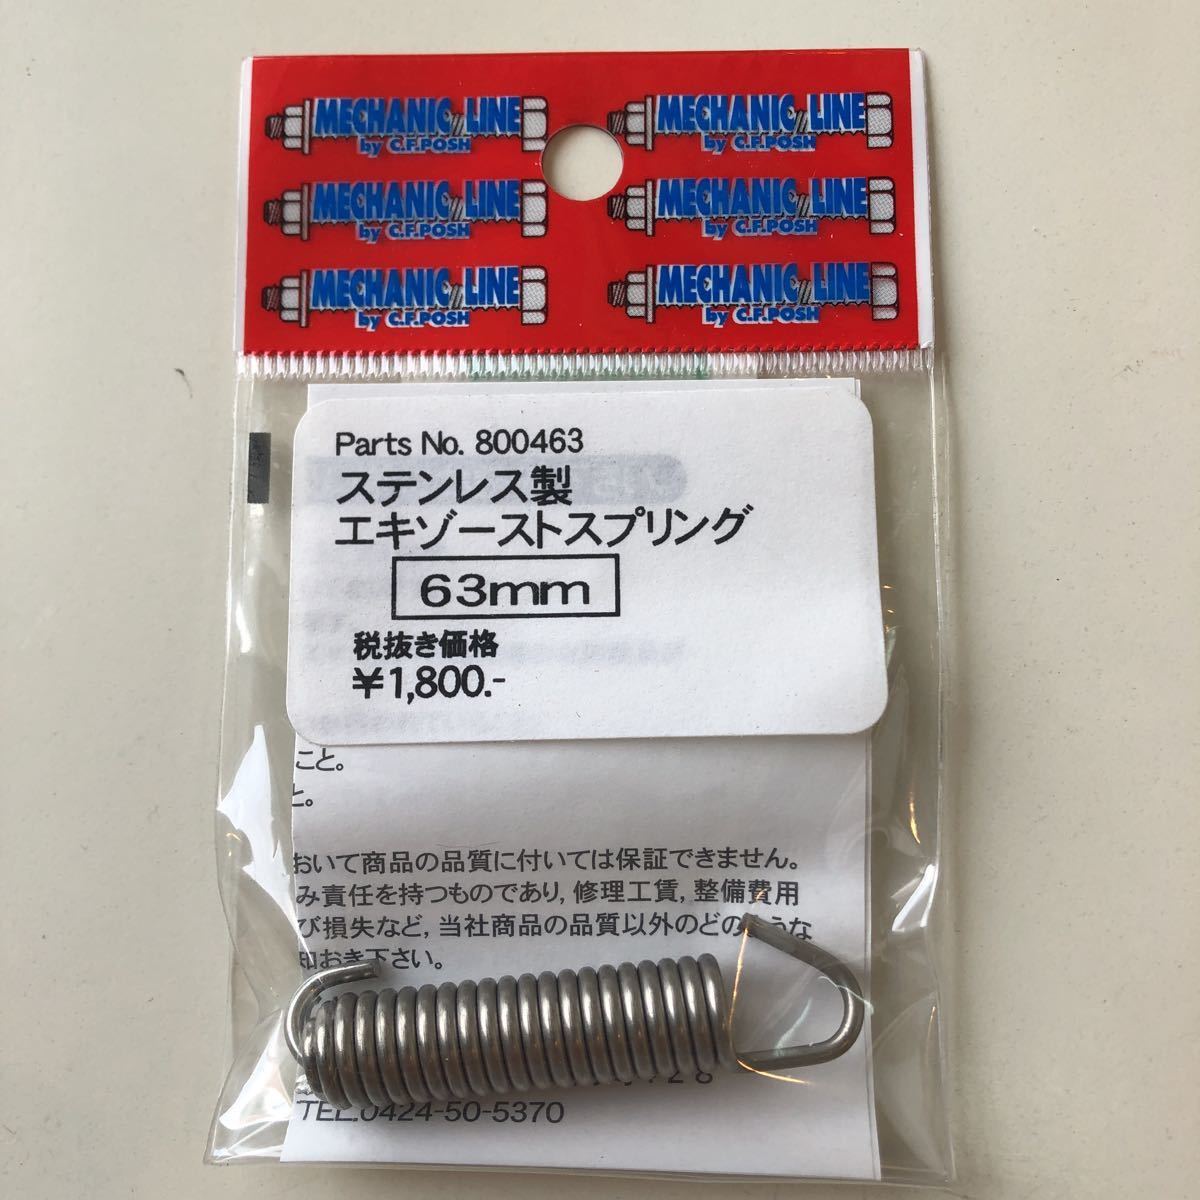 MECHANIC LINE
by C.F.POSH
MECHANIC LINE
by C.F.POSH
MECHANIC LINE
by C.F.POSH
MECHANIC LINE
by C.F.POSH
MECHANIC LINE
by C.F.POSH
MECHANIC LINE
by C.F.POSH
Parts No. 800463
ステンレス製
エキゾーストスプリング
63mm
税抜き価格
¥1,800.-
こと。
と。
おいて商品の品質に付いては保証できません。
み責任を持つものであり, 修理工賃, 整備費用
び損失など, 当社商品の品質以外のどのような
知おき下さい。
28
TEL.0424-50-5370